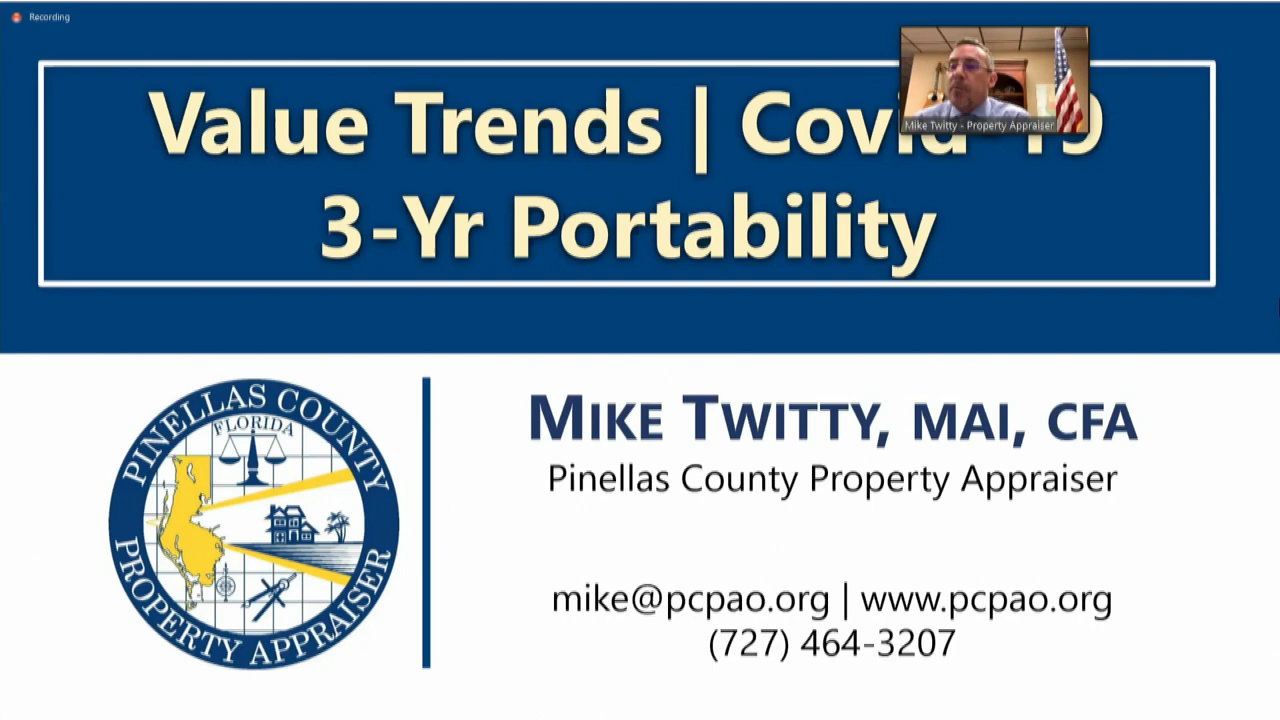 Recording
Value Trends | Covid-19
3-Yr Portability
Mike Twitty - Property Appraiser
PINELLAS COUNTY
FLORIDA
PROPERTY APPRAISER
MIKE TWITTY, MAI, CFA
Pinellas County Property Appraiser
mike@pcpao.org | www.pcpao.org
(727) 464-3207